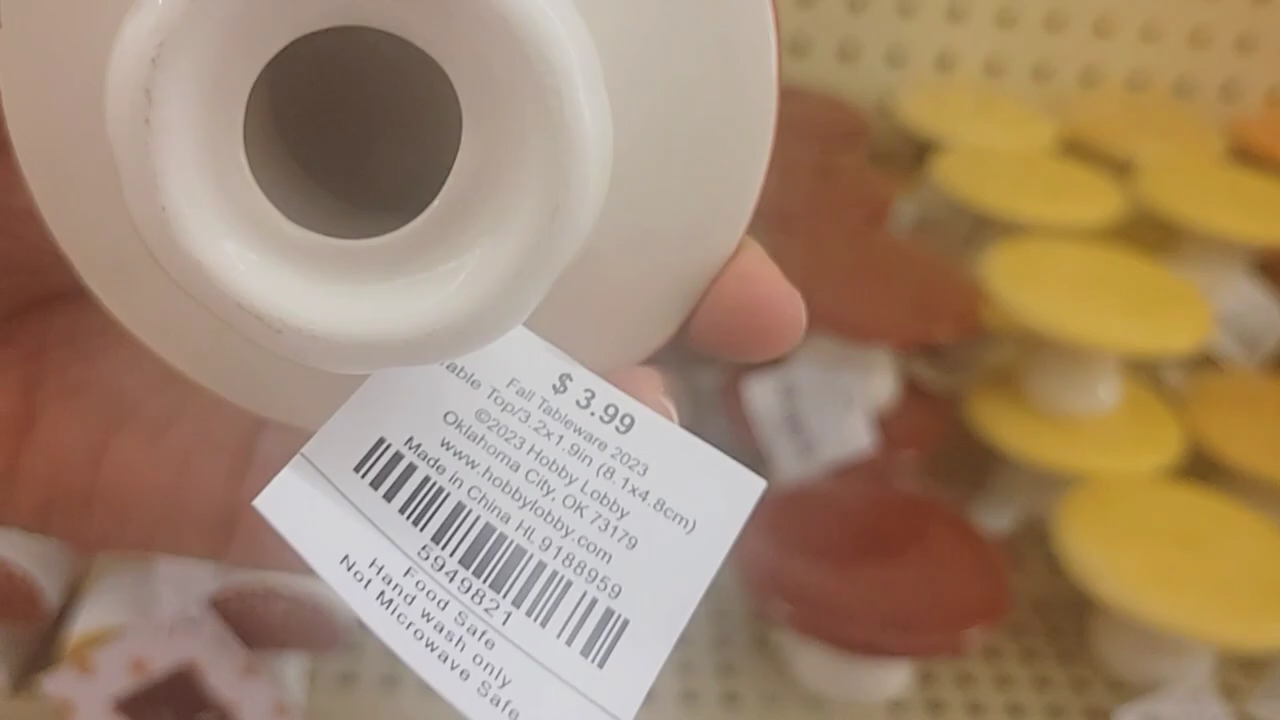 $ 3.99
Fall Tableware 2023
Table Top/3.2x1.9in (8.1x4.8cm)
©2023 Hobby Lobby
Oklahoma City, OK 73179
www.hobbylobby.com
Made in China HL9188959
5949821
Food Safe
Hand wash only
Not Microwave Safe